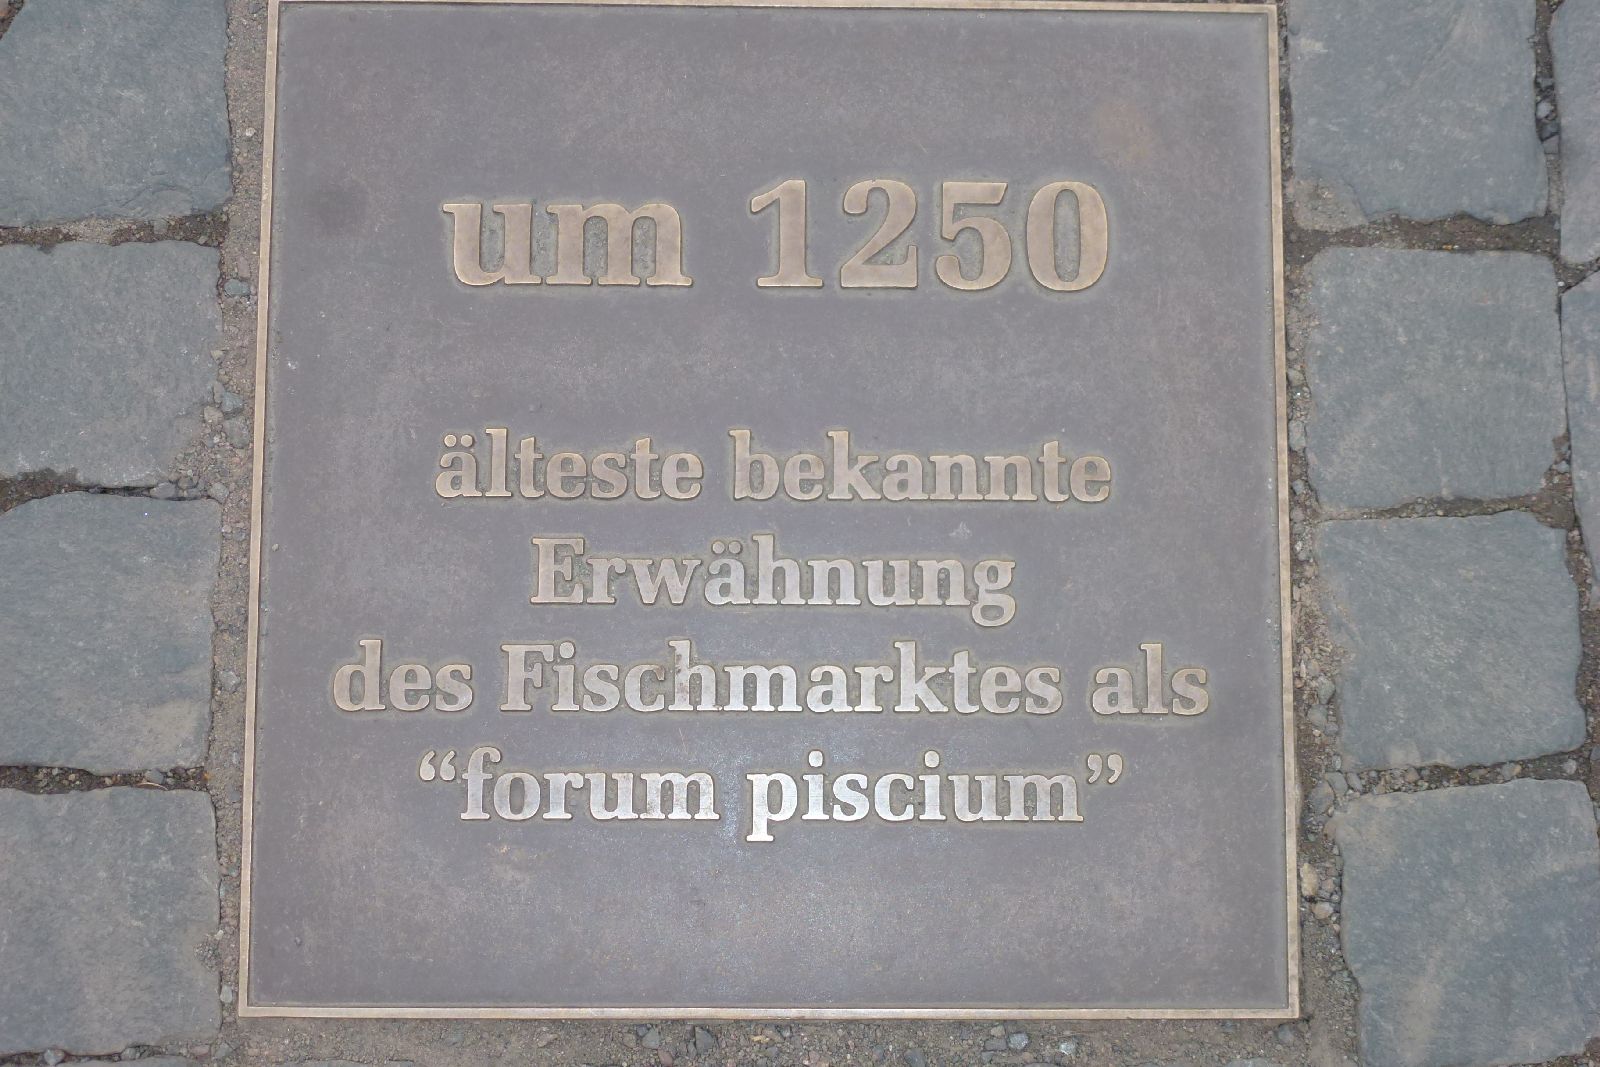 um 1250
älteste bekannte
Erwähnung
des Fischmarktes als
“forum piscium”